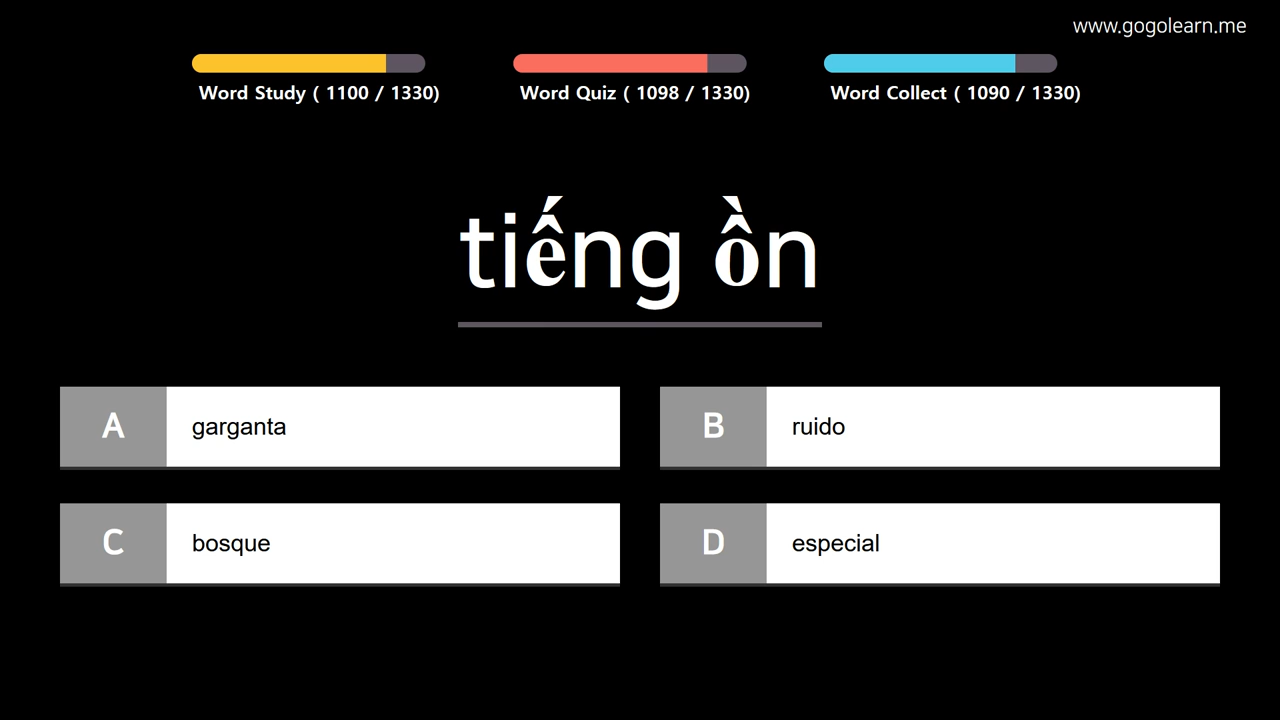 www.gogolearn.me
Word Study ( 1100 / 1330)
Word Quiz ( 1098 / 1330)
Word Collect ( 1090 / 1330)
tiếng ồn
A garganta
B ruido
C bosque
D especial